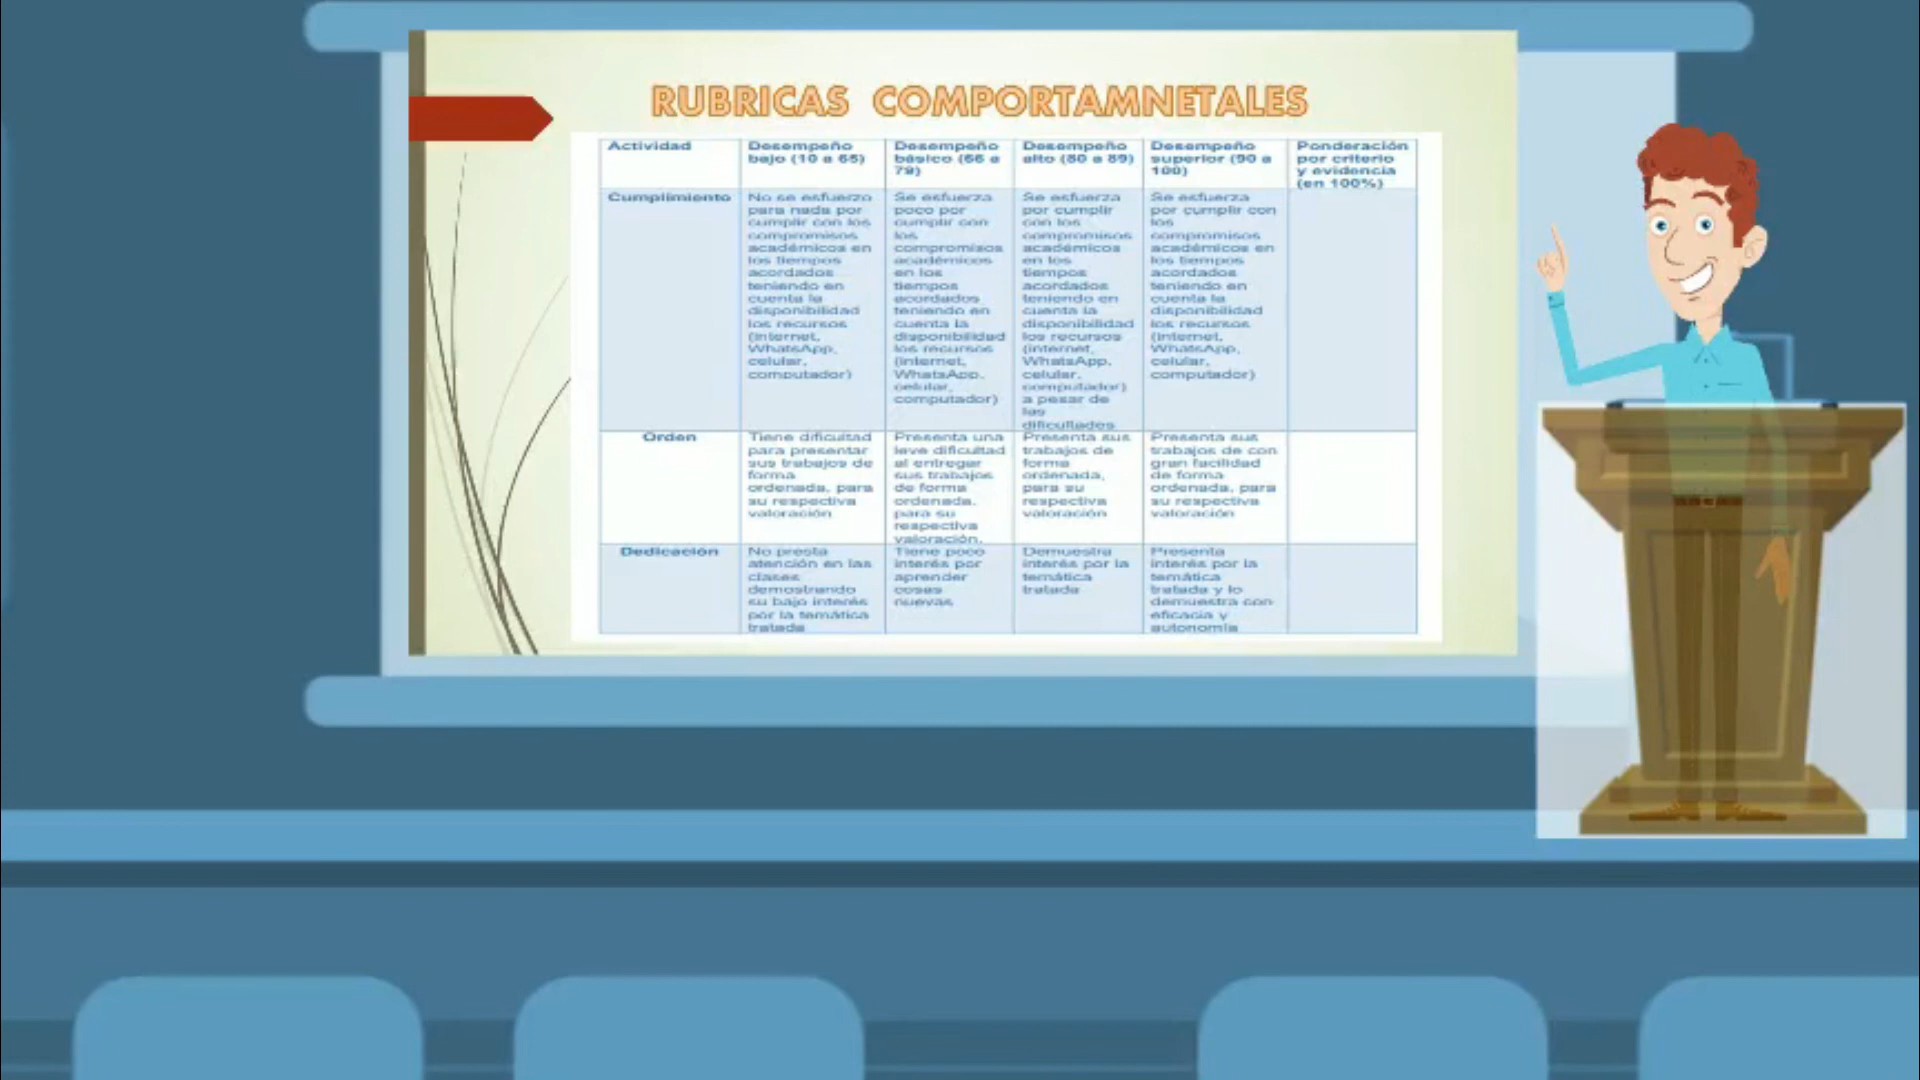 RUBRICAS COMPORTAMNETALES
Actividad
Desempeño
bajo (10 a 65)
Desempeño
básico (66 a
79)
Desempeño
alto (80 a 89)
Desempeño
superior (90 a
100)
Ponderación
por criterio
y evidencia
(en 100%)
Cumplimiento
No se esfuerzo
para nada por
cumplir con los
compromisos
académicos en
los tiempos
acordados
teniendo en
cuenta la
disponibilidad
los recursos
(internet,
WhatsApp,
celular,
computador)
Se esfuerza
poco por
cumplir con
los
compromisos
académicos
en los
tiempos
acordados
teniendo en
cuenta la
disponibilidad
los recursos
(internet,
WhatsApp.
celular,
computador)
Se esfuerza
por cumplir
con los
compromisos
académicos
en los
tiempos
acordados
teniendo en
cuenta la
disponibilidad
los recursos
(internet,
WhatsApp.
celular,
computador)
a pesar de
las
dificultades
Se esfuerza
por cumplir con
los
compromisos
académicos en
los tiempos
acordados
teniendo en
cuenta la
disponibilidad
los recursos
(internet,
WhatsApp,
celular,
computador)
Orden
Tiene dificultad
para presentar
sus trabajos de
forma
ordenada, para
su respectiva
valoración
Presenta una
leve dificultad
al entregar
sus trabajos
de forma
ordenada.
para su
respectiva
valoración.
Presenta sus
trabajos de
forma
ordenada,
para su
respectiva
valoración
Presenta sus
trabajos de con
gran facilidad
de forma
ordenada, para
su respectiva
valoración
Dedicación
No presta
atención en las
clases
demostrando
su bajo interés
por la temática
tratada
Tiene poco
interés por
aprender
cosas
nuevas
Demuestra
interés por la
temática
tratada
Presenta
interés por la
temática
tratada y lo
demuestra con
eficacia y
autonomía